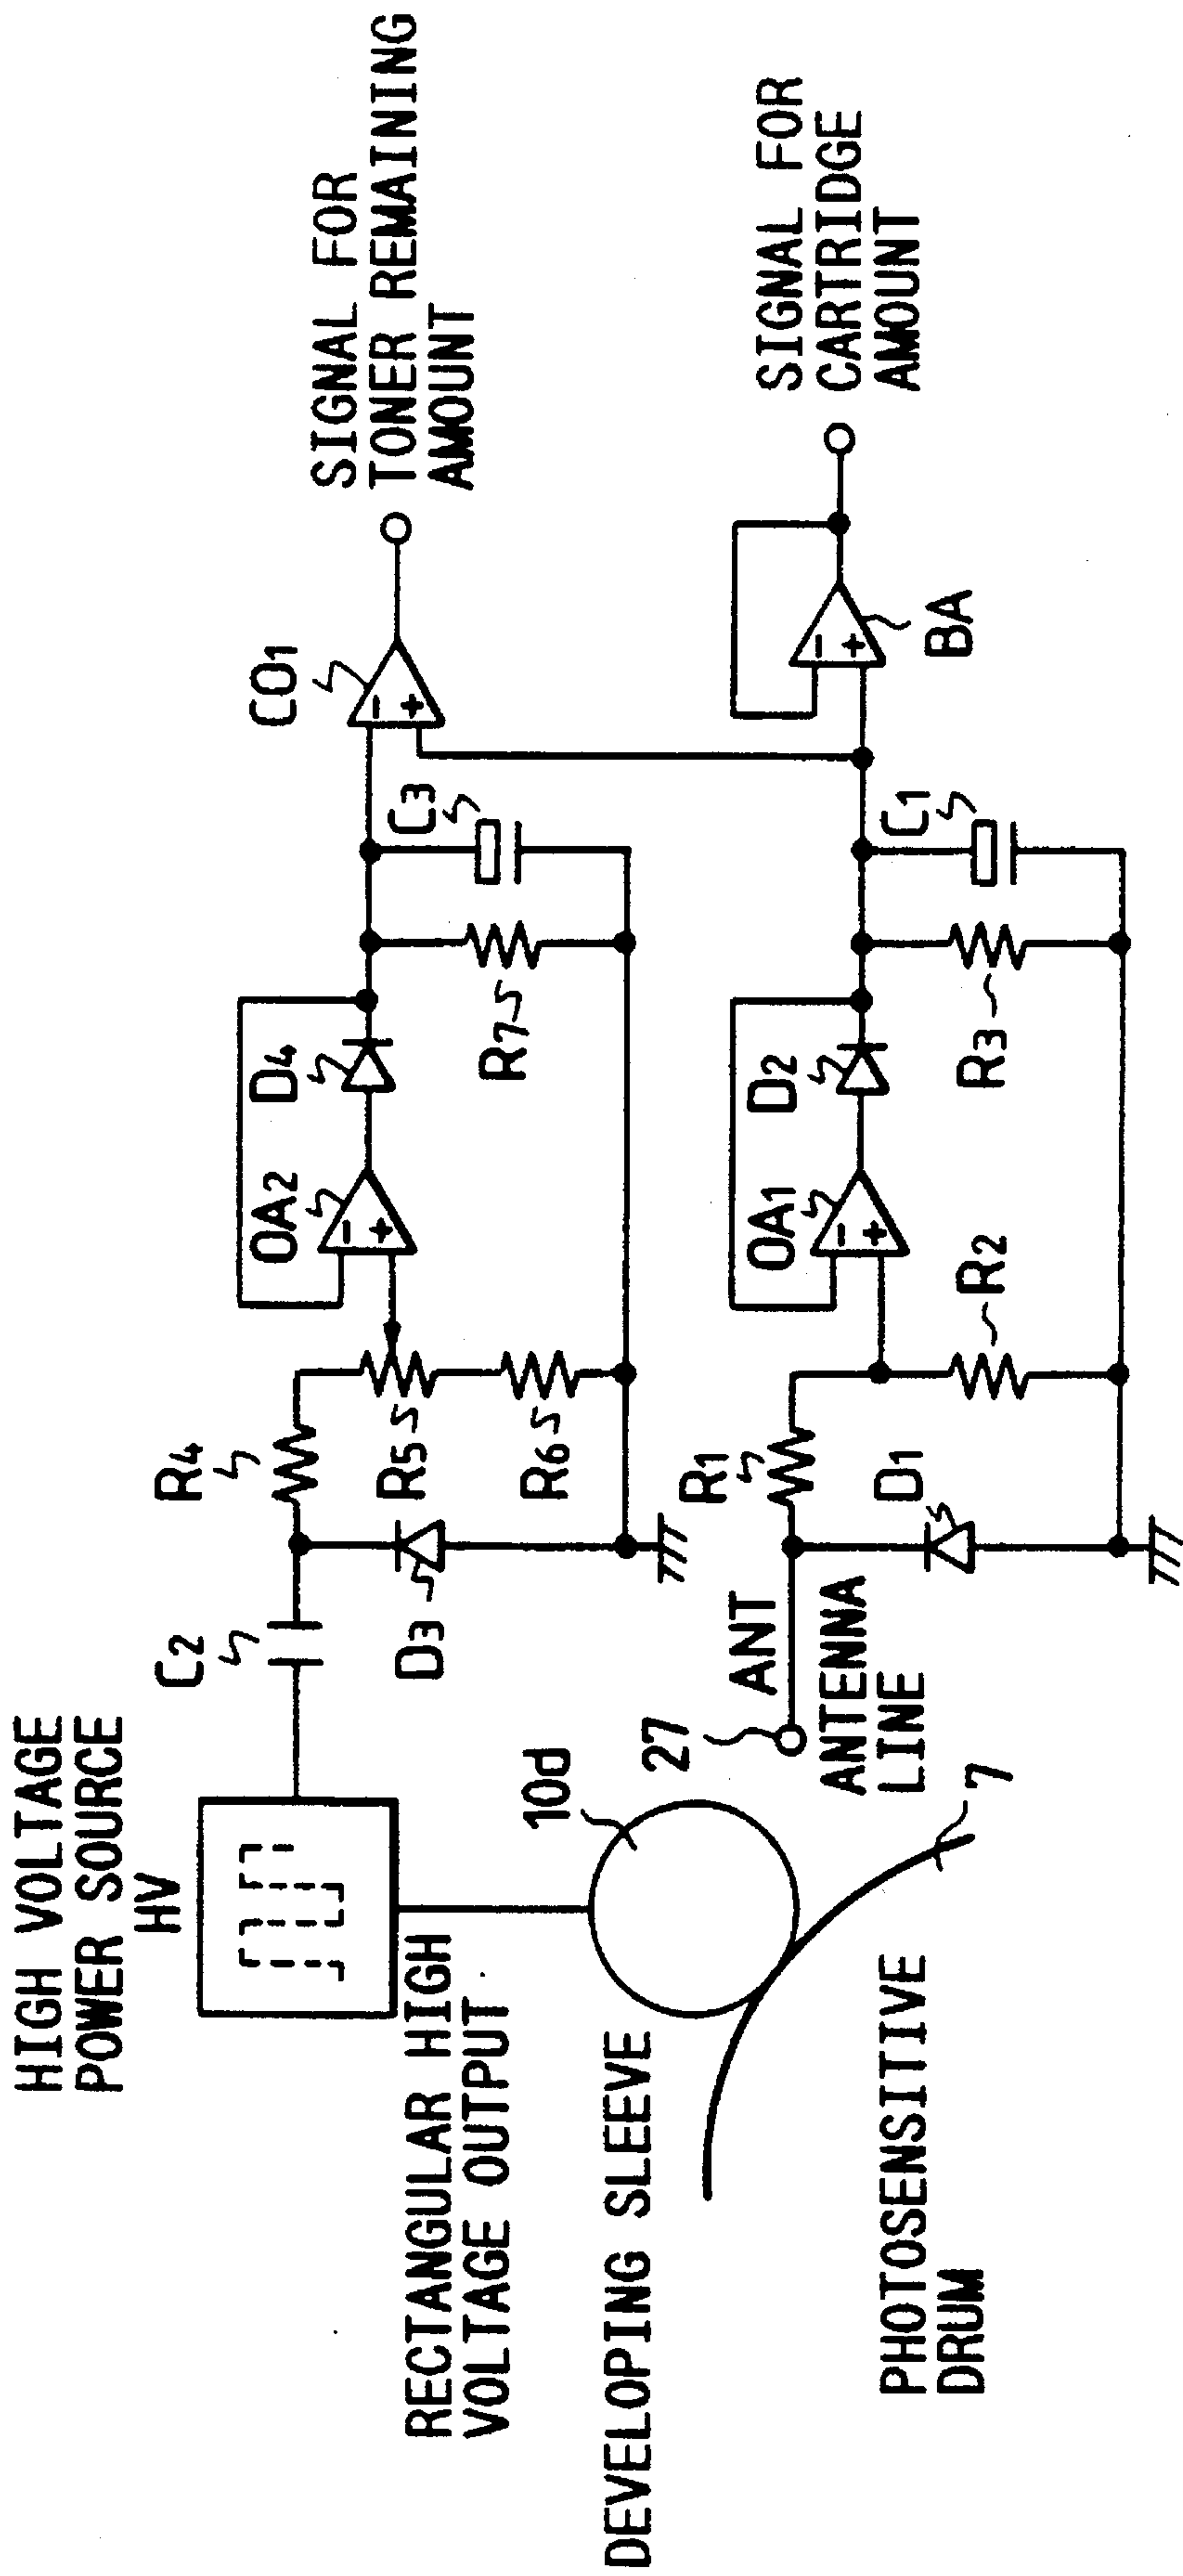 HIGH VOLTAGE
POWER SOURCE
HV
C2
R4
D3
R5
R6
OA2
−
+
D4
R7
C3
CO1
−
+
SIGNAL FOR
TONER REMAINING
AMOUNT
RECTANGULAR HIGH
VOLTAGE OUTPUT
10d
DEVELOPING SLEEVE
27
ANT
ANTENNA
LINE
7
PHOTOSENSITIVE
DRUM
R1
D1
R2
OA1
−
+
D2
R3
C1
−
+
BA
SIGNAL FOR
CARTRIDGE
AMOUNT